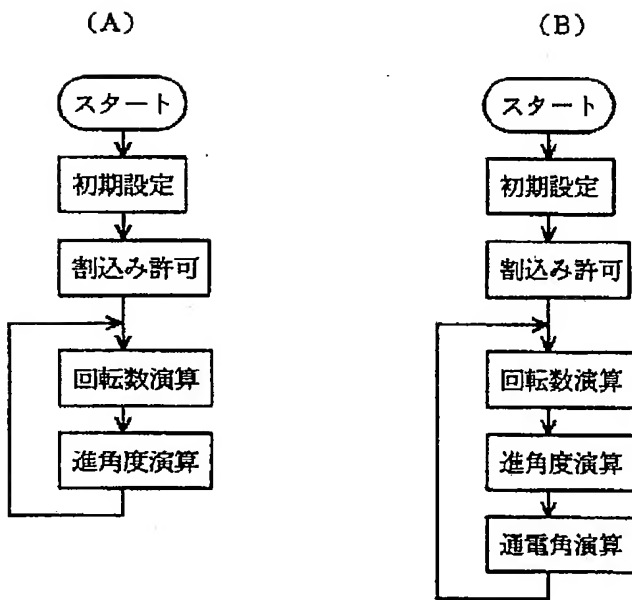 (A)
スタート
初期設定
割込み許可
回転数演算
進角度演算
(B)
スタート
初期設定
割込み許可
回転数演算
進角度演算
通電角演算